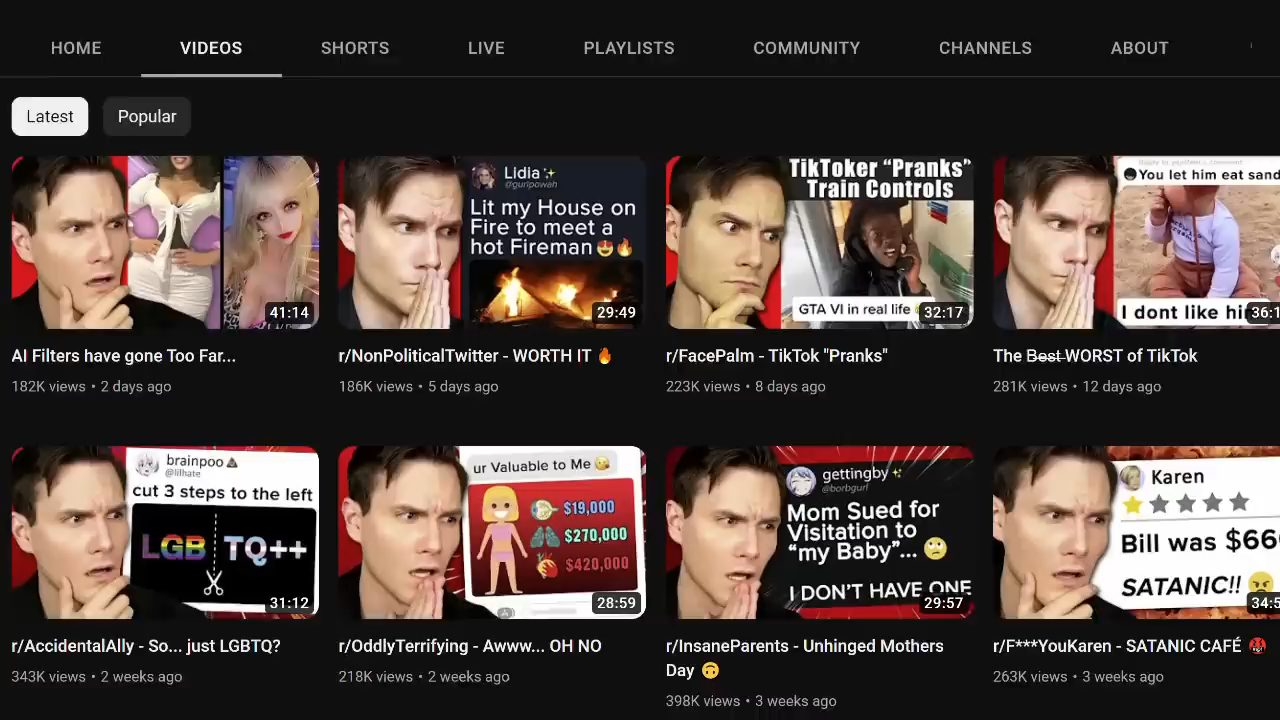 HOME VIDEOS SHORTS LIVE PLAYLISTS COMMUNITY CHANNELS ABOUT
Latest Popular
41:14
Lidia✨
@gurlpowah
Lit my House on
Fire to meet a
hot Fireman😍🔥
29:49
TikToker “Pranks”
Train Controls
GTA VI in real life
32:17
You let him eat sand
I dont like hi
36:1
AI Filters have gone Too Far...
182K views • 2 days ago
r/NonPoliticalTwitter - WORTH IT 🔥
186K views • 5 days ago
r/FacePalm - TikTok "Pranks"
223K views • 8 days ago
The Best WORST of TikTok
281K views • 12 days ago
brainpoo💩
@lilhate
cut 3 steps to the left
LGB TQ++
31:12
ur Valuable to Me😘
$19,000
$270,000
$420,000
28:59
gettingby✨
@borbgurl
Mom Sued for
Visitation to
“my Baby”... 🙄
I DON'T HAVE ONE
29:57
Karen
Bill was $66
SATANIC!! 😠
34:5
r/AccidentalAlly - So... just LGBTQ?
343K views • 2 weeks ago
r/OddlyTerrifying - Awww... OH NO
218K views • 2 weeks ago
r/InsaneParents - Unhinged Mothers
Day 🙃
398K views • 3 weeks ago
r/F***YouKaren - SATANIC CAFÉ 👹
263K views • 3 weeks ago